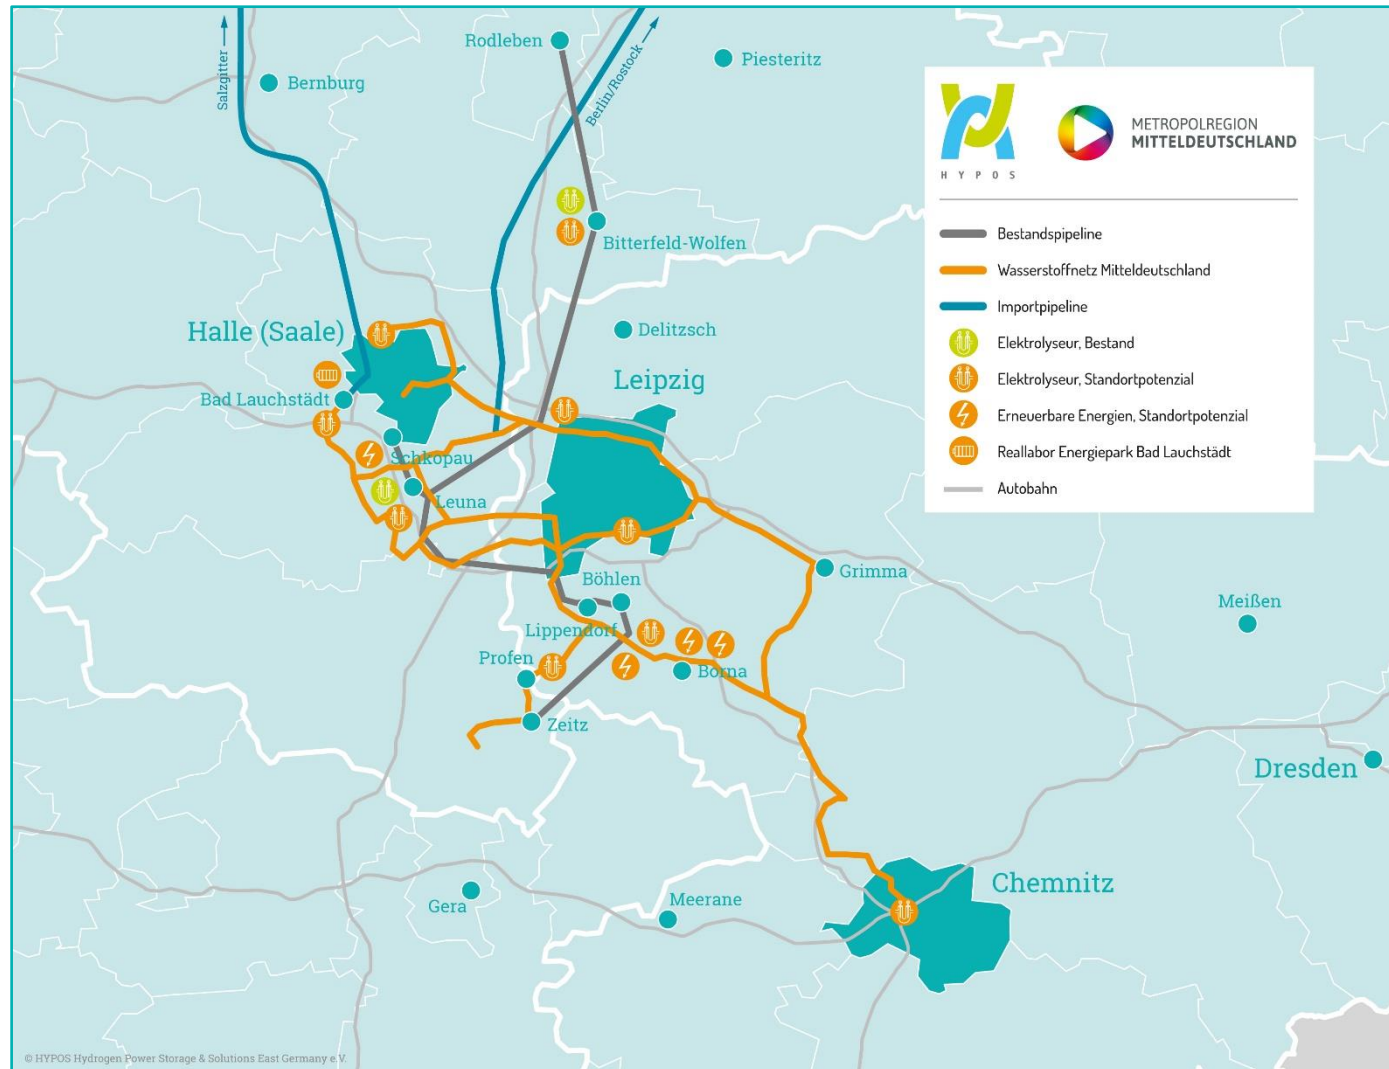 Salzgitter
Bernburg
Rodleben
Berlin/Rostock
Piesteritz
HYPOS
METROPOLREGION
MITTELDEUTSCHLAND
Bestandspipeline
Wasserstoffnetz Mitteldeutschland
Importpipeline
Elektrolyseur, Bestand
Elektrolyseur, Standortpotenzial
Erneuerbare Energien, Standortpotenzial
Reallabor Energiepark Bad Lauchstädt
Autobahn
Bitterfeld-Wolfen
Halle (Saale)
Delitzsch
Leipzig
Bad Lauchstädt
Schkopau
Leuna
Grimma
Böhlen
Meißen
Lippendorf
Profen
Borna
Zeitz
Dresden
Chemnitz
Gera
Meerane
© HYPOS Hydrogen Power Storage & Solutions East Germany e.V.